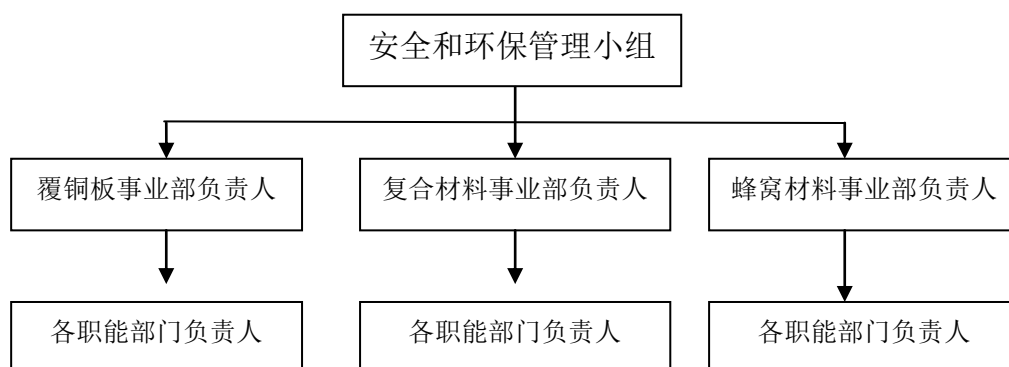 安全和环保管理小组
覆铜板事业部负责人
复合材料事业部负责人
蜂窝材料事业部负责人
各职能部门负责人
各职能部门负责人
各职能部门负责人